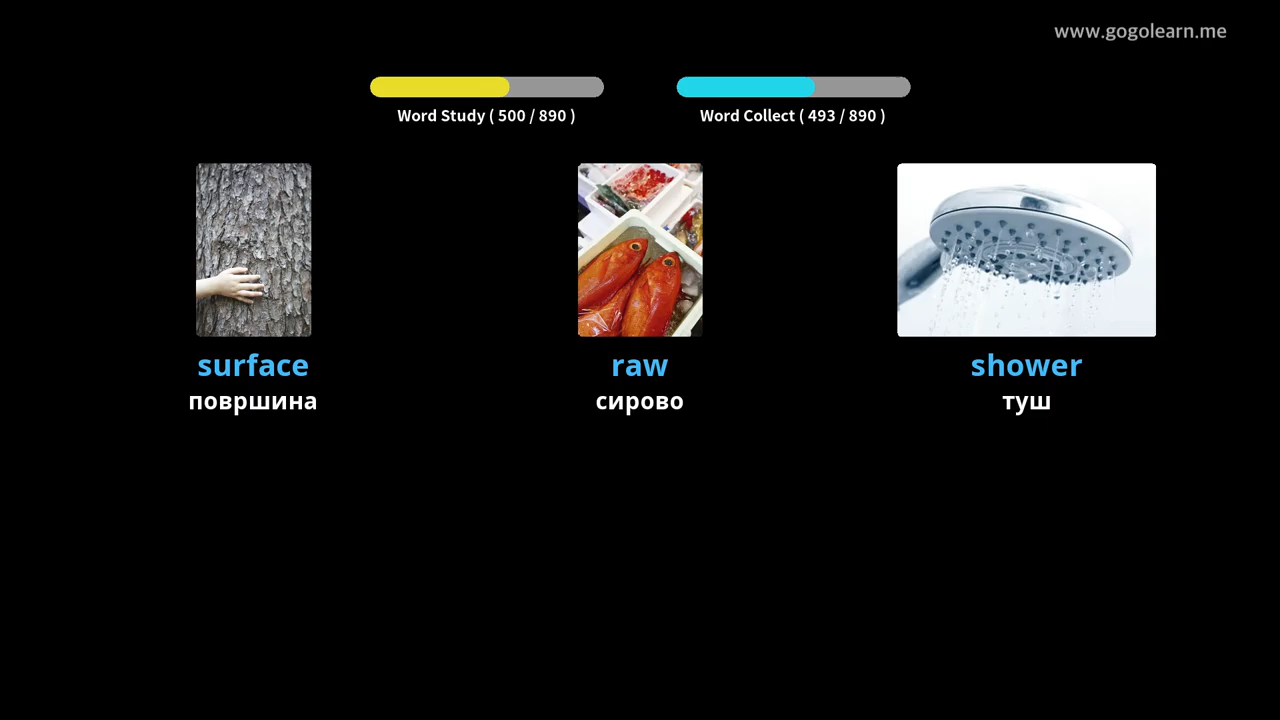 www.gogolearn.me
Word Study ( 500 / 890 )
Word Collect ( 493 / 890 )
surface
површина
raw
сирово
shower
туш